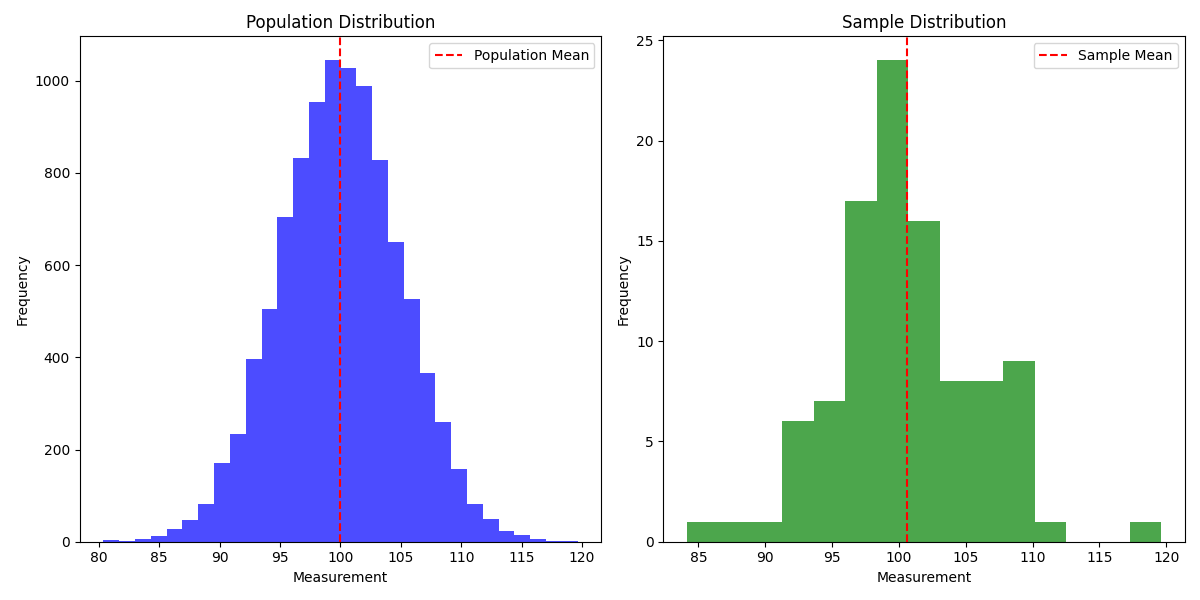 Population Distribution
Population Mean
1000
800
600
400
200
0
Frequency
80 85 90 95 100 105 110 115 120
Measurement
Sample Distribution
Sample Mean
25
20
15
10
5
0
Frequency
85 90 95 100 105 110 115 120
Measurement